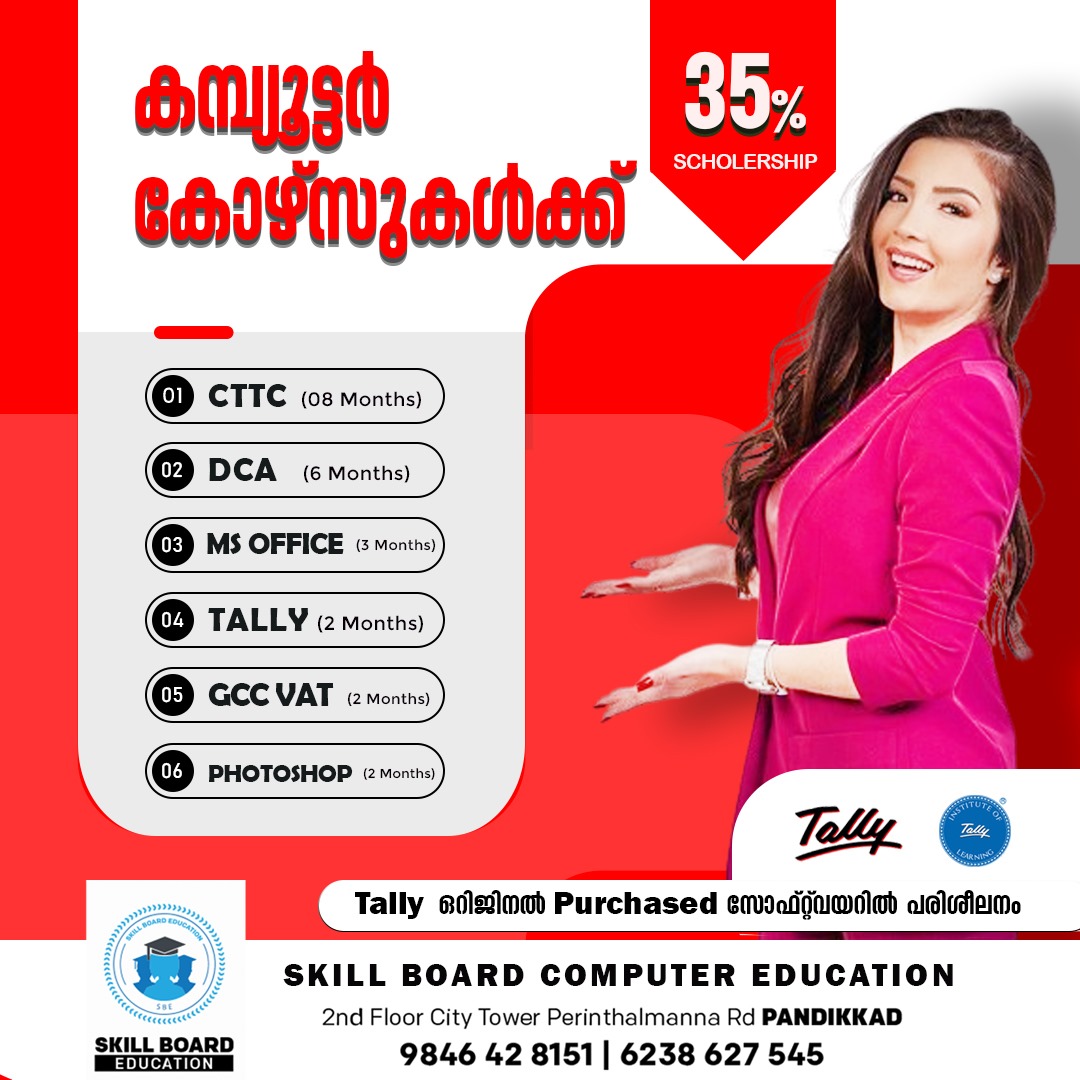 കമ്പ്യൂട്ടർ
കോഴ്സുകൾക്ക്
35%
SCHOLERSHIP
01 CTTC (08 Months)
02 DCA (6 Months)
03 MS OFFICE (3 Months)
04 TALLY (2 Months)
05 GCC VAT (2 Months)
06 PHOTOSHOP (2 Months)
Tally
INSTITUTE OF
Tally
LEARNING
®
Tally ഒറിജിനൽ Purchased സോഫ്റ്റ്‌വയറിൽ പരിശീലനം
SKILL BOARD EDUCATION
SBE
SKILL BOARD
EDUCATION
SKILL BOARD COMPUTER EDUCATION
2nd Floor City Tower Perinthalmanna Rd PANDIKKAD
9846 42 8151 | 6238 627 545